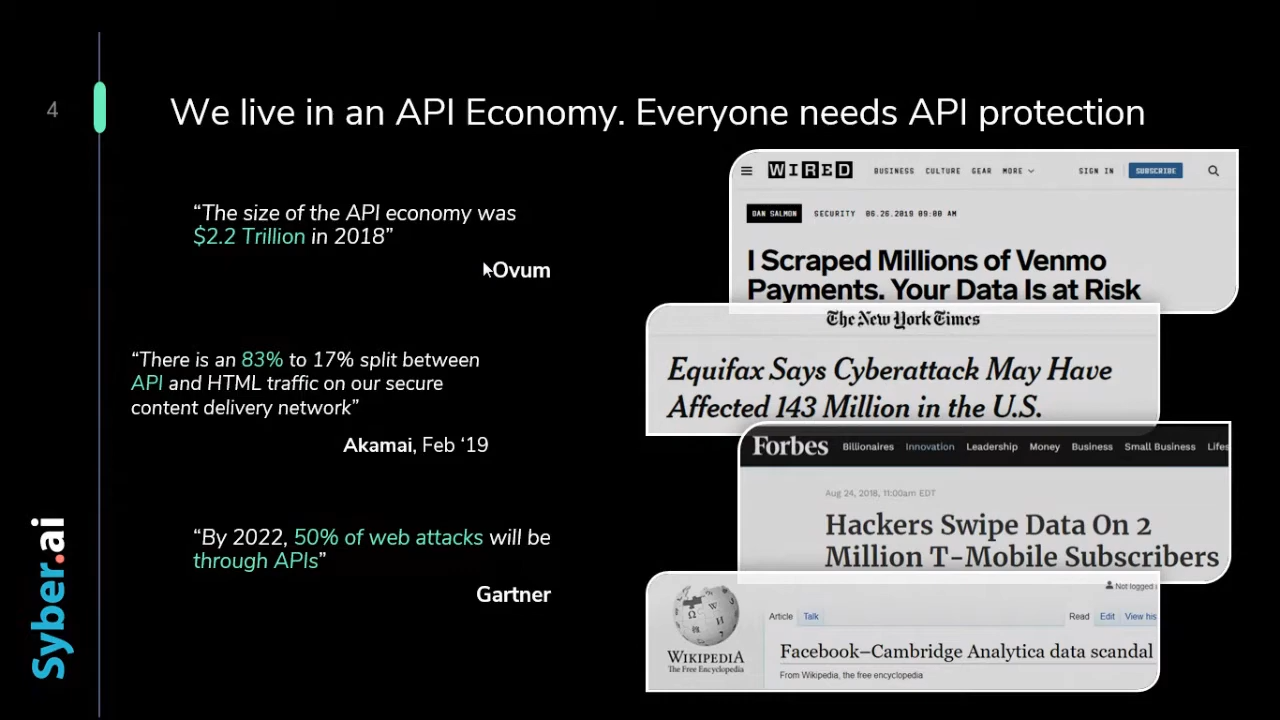 4
We live in an API Economy. Everyone needs API protection
“The size of the API economy was
$2.2 Trillion in 2018”
Ovum
“There is an 83% to 17% split between
API and HTML traffic on our secure
content delivery network”
Akamai, Feb ‘19
“By 2022, 50% of web attacks will be
through APIs”
Gartner
Syber.ai
WIRED BUSINESS CULTURE GEAR MORE SIGN IN SUBSCRIBE
DAN SALMON SECURITY 06.26.2019 09:00 AM
I Scraped Millions of Venmo
Payments. Your Data Is at Risk
The New York Times
Equifax Says Cyberattack May Have
Affected 143 Million in the U.S.
Forbes Billionaires Innovation Leadership Money Business Small Business Lifes
Aug 24, 2018, 11:00am EDT
Hackers Swipe Data On 2
Million T-Mobile Subscribers
Not logged i
Article Talk Read Edit View his
WIKIPEDIA
The Free Encyclopedia
Facebook–Cambridge Analytica data scandal
From Wikipedia, the free encyclopedia